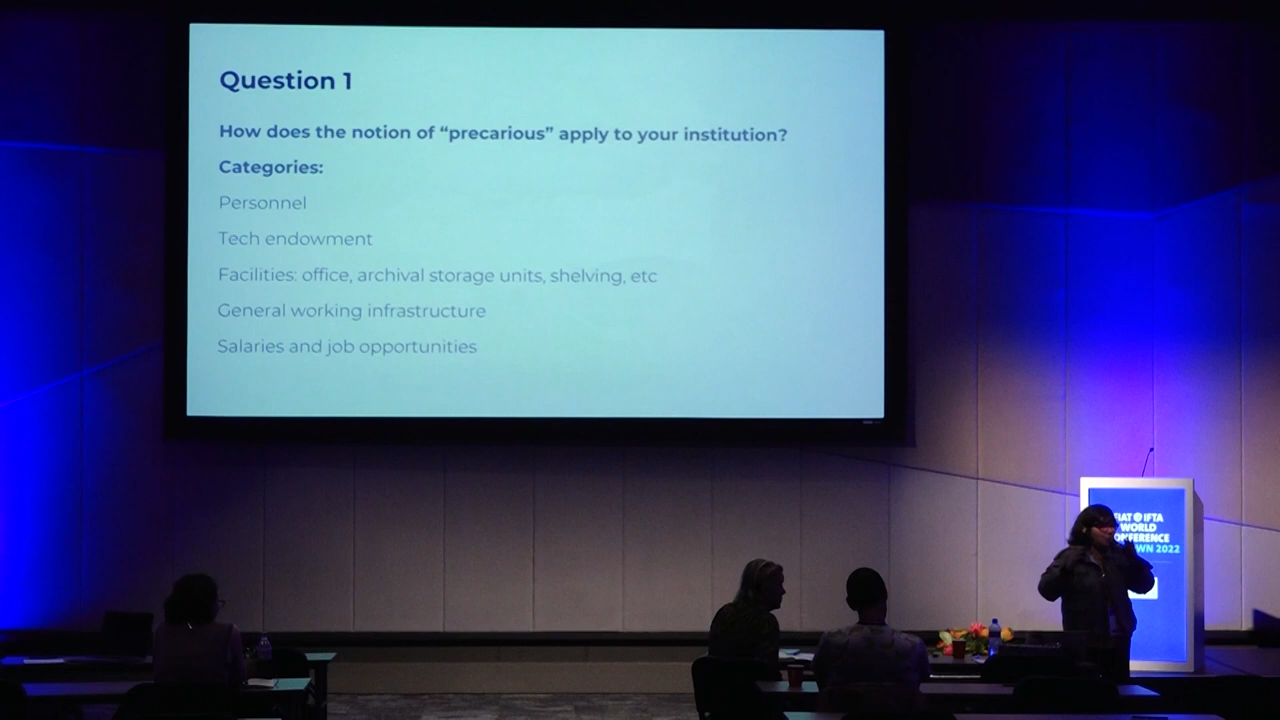 Question 1
How does the notion of “precarious” apply to your institution?
Categories:
Personnel
Tech endowment
Facilities: office, archival storage units, shelving, etc
General working infrastructure
Salaries and job opportunities
IFTA
WORLD
2022